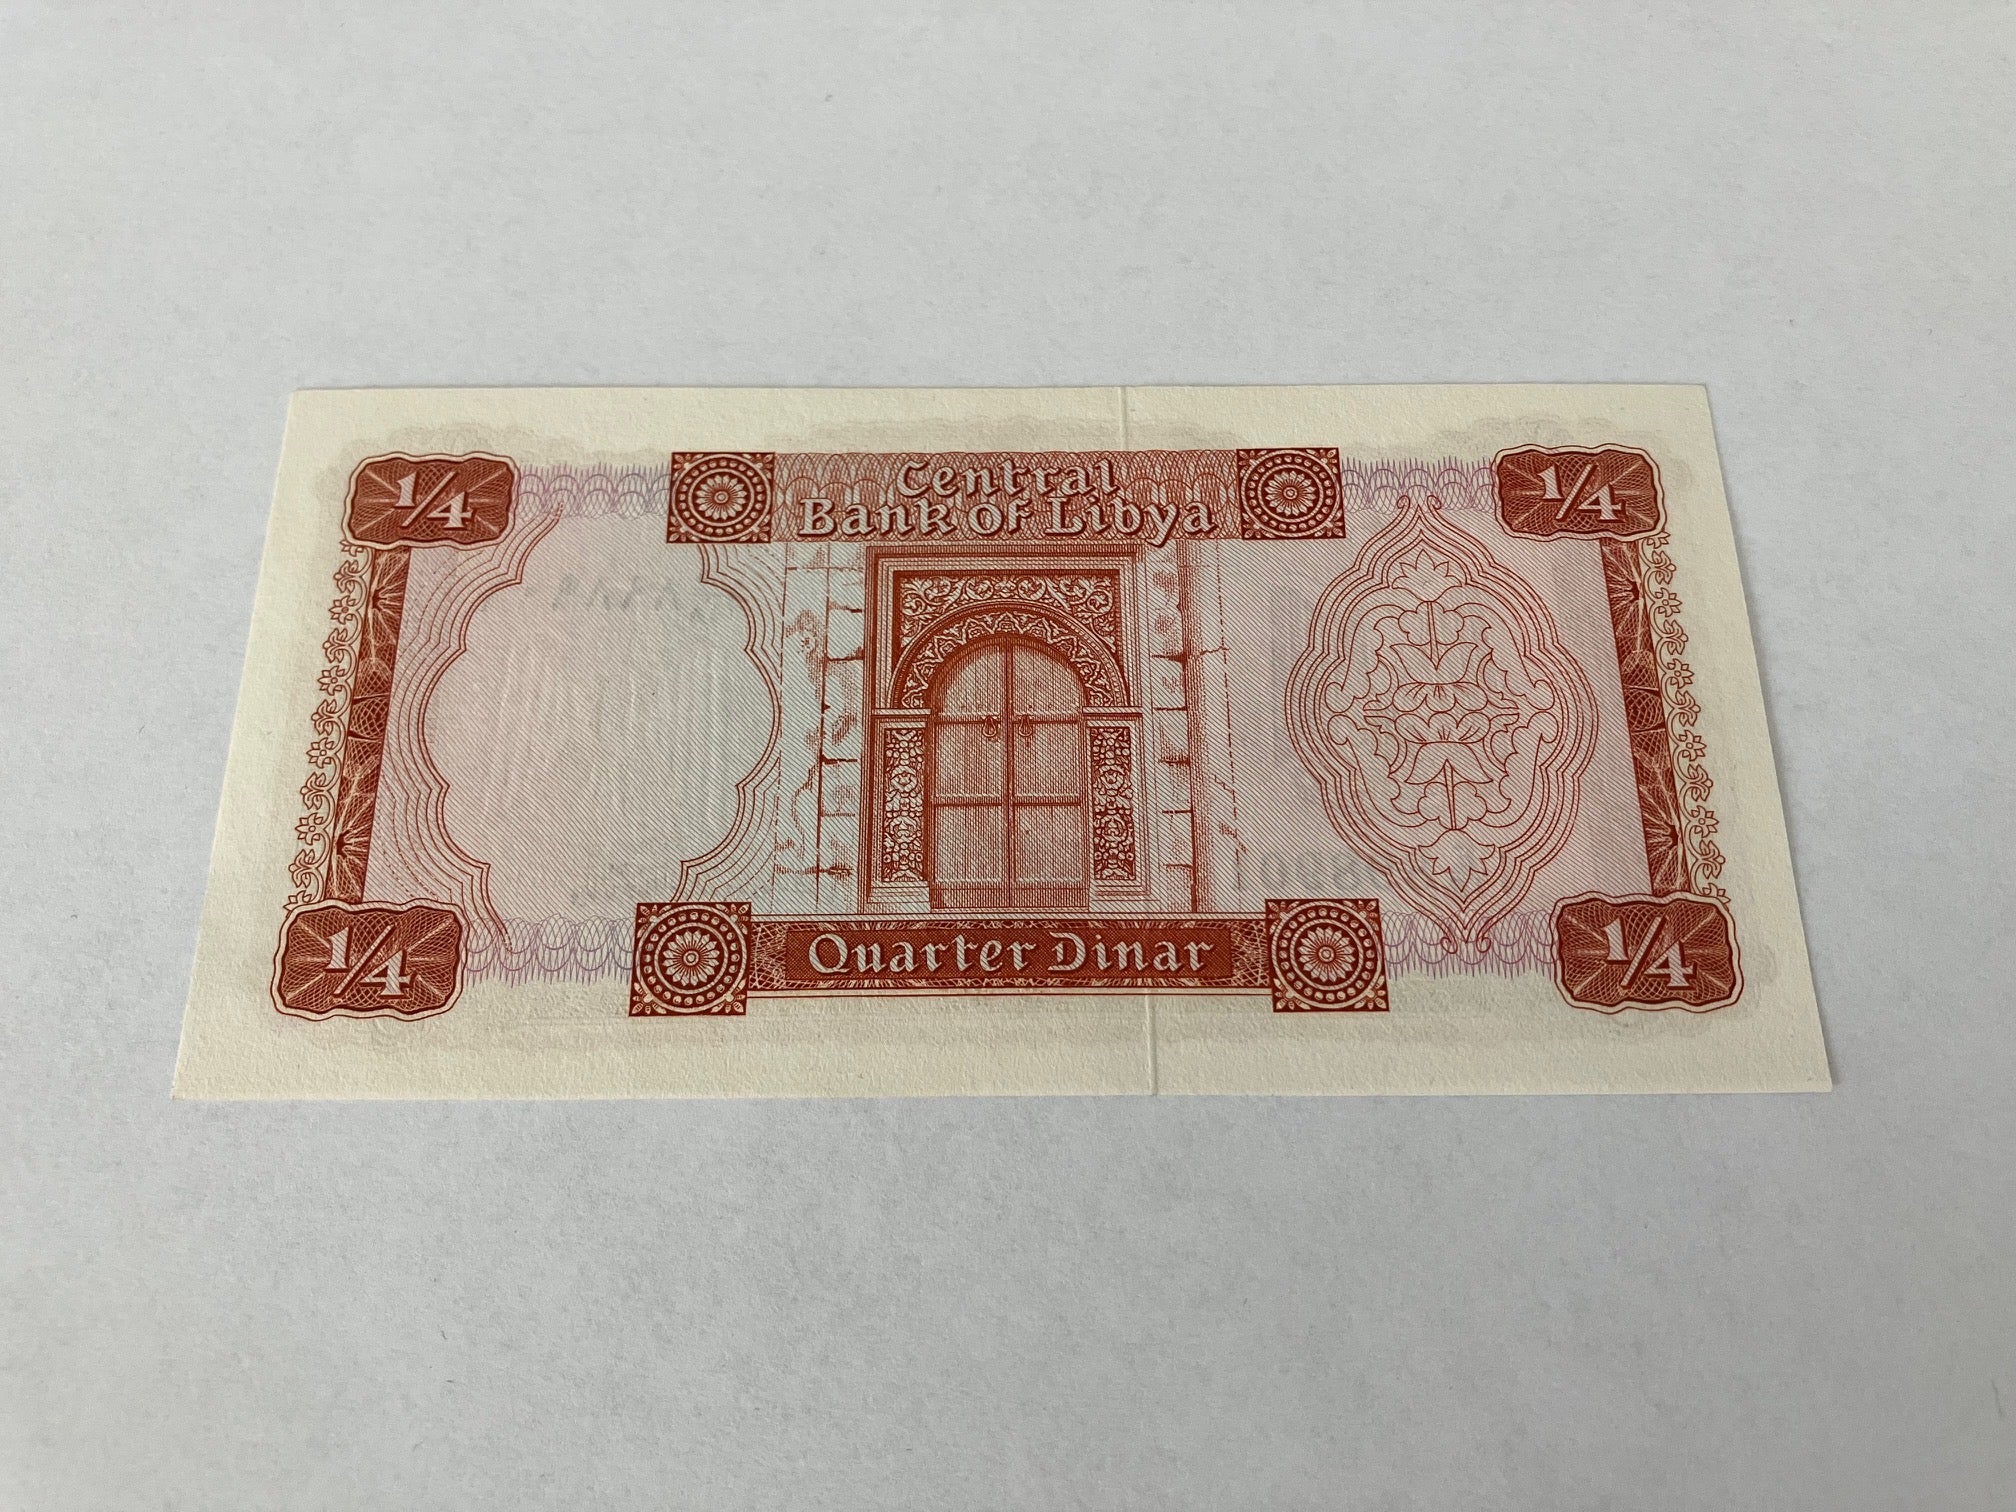 1/4
Central
Bank of Libya
1/4
1/4
Quarter Dinar
1/4